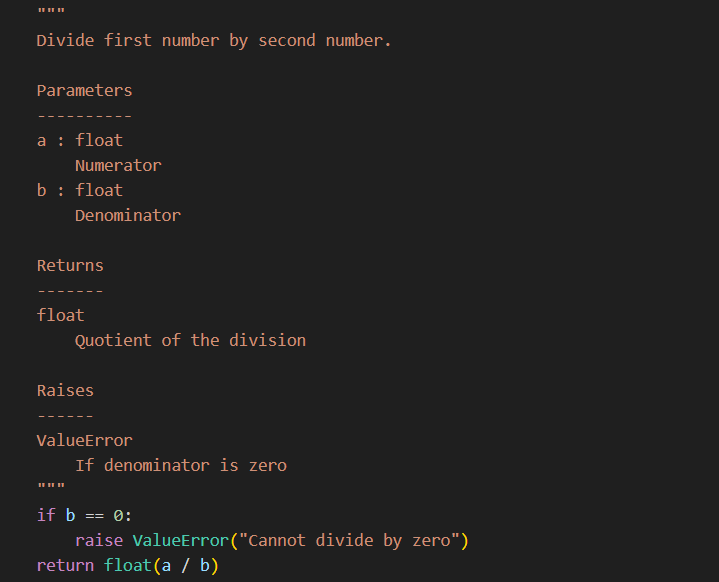 """
Divide first number by second number.
Parameters
----------
a : float
    Numerator
b : float
    Denominator
Returns
-------
float
    Quotient of the division
Raises
------
ValueError
    If denominator is zero
"""
if b == 0:
    raise ValueError("Cannot divide by zero")
return float(a / b)